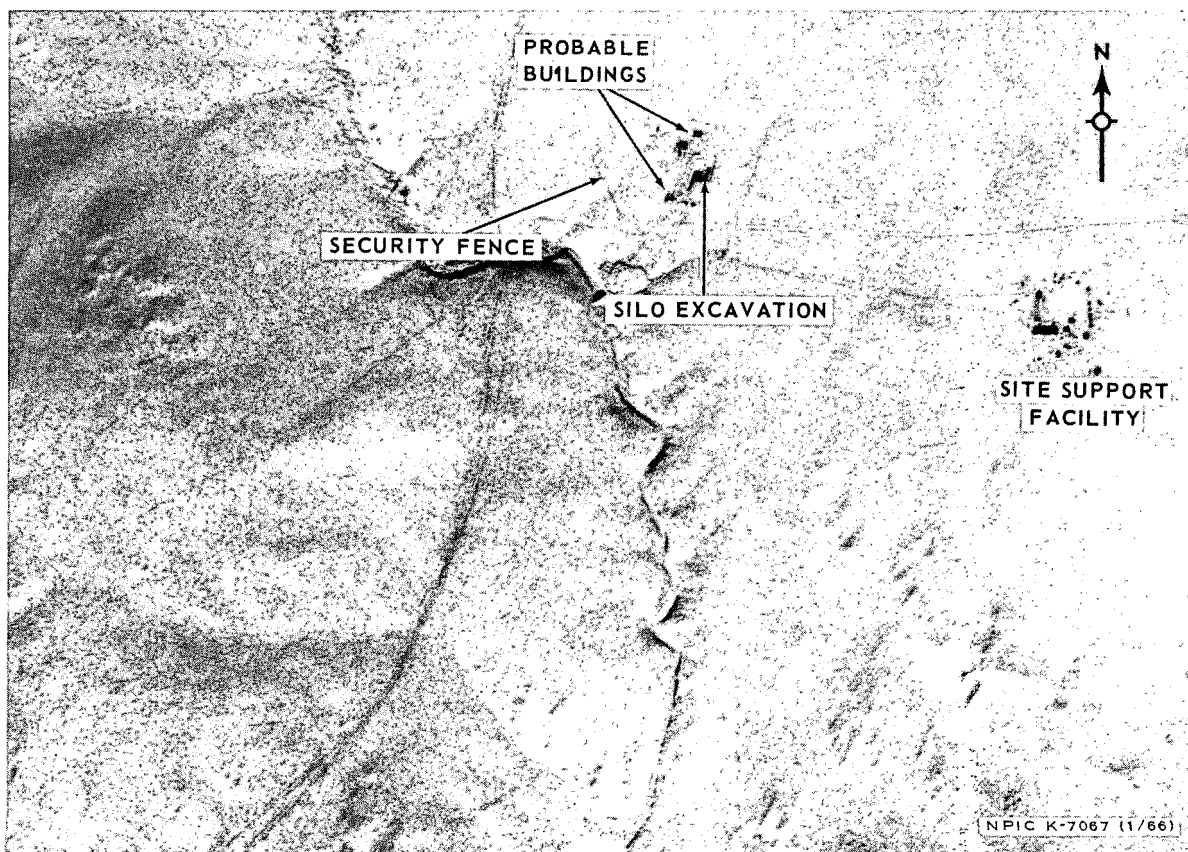 PROBABLE
BUILDINGS
N
SECURITY FENCE
SILO EXCAVATION
SITE SUPPORT
FACILITY
NPIC K-7067 (1/66)